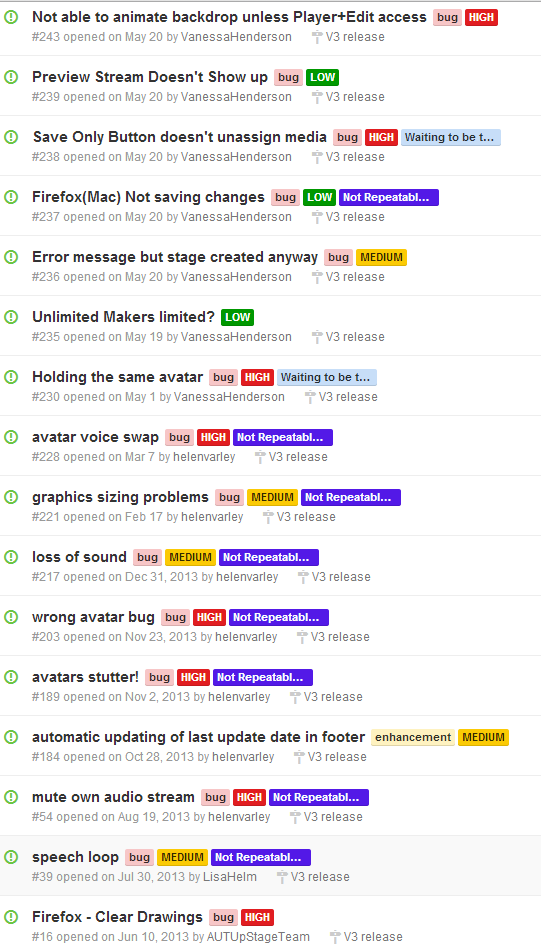 Not able to animate backdrop unless Player+Edit access bug HIGH
#243 opened on May 20 by VanessaHenderson V3 release
Preview Stream Doesn't Show up bug LOW
#239 opened on May 20 by VanessaHenderson V3 release
Save Only Button doesn't unassign media bug HIGH Waiting to be t...
#238 opened on May 20 by VanessaHenderson V3 release
Firefox(Mac) Not saving changes bug LOW Not Repeatabl...
#237 opened on May 20 by VanessaHenderson V3 release
Error message but stage created anyway bug MEDIUM
#236 opened on May 20 by VanessaHenderson V3 release
Unlimited Makers limited? LOW
#235 opened on May 19 by VanessaHenderson V3 release
Holding the same avatar bug HIGH Waiting to be t...
#230 opened on May 1 by VanessaHenderson V3 release
avatar voice swap bug HIGH Not Repeatabl...
#228 opened on Mar 7 by helenvarley V3 release
graphics sizing problems bug MEDIUM Not Repeatabl...
#221 opened on Feb 17 by helenvarley V3 release
loss of sound bug MEDIUM Not Repeatabl...
#217 opened on Dec 31, 2013 by helenvarley V3 release
wrong avatar bug bug HIGH Not Repeatabl...
#203 opened on Nov 23, 2013 by helenvarley V3 release
avatars stutter! bug HIGH Not Repeatabl...
#189 opened on Nov 2, 2013 by helenvarley V3 release
automatic updating of last update date in footer enhancement MEDIUM
#184 opened on Oct 28, 2013 by helenvarley V3 release
mute own audio stream bug HIGH Not Repeatabl...
#54 opened on Aug 19, 2013 by helenvarley V3 release
speech loop bug MEDIUM Not Repeatabl...
#39 opened on Jul 30, 2013 by LisaHelm V3 release
Firefox - Clear Drawings bug HIGH
#16 opened on Jun 10, 2013 by AUTUpStageTeam V3 release